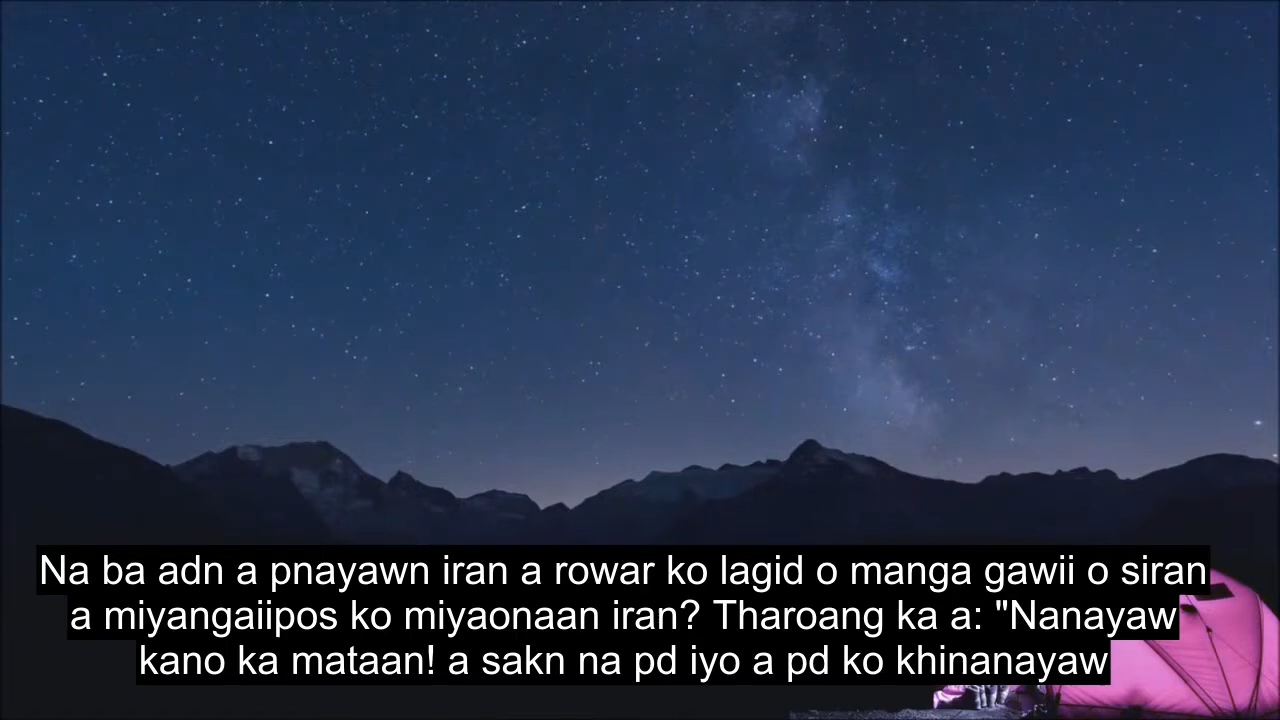 Na ba adn a pnayawn iran a rowar ko lagid o manga gawii o siran
a miyangaiipos ko miyaonaan iran? Tharoang ka a: "Nanayaw
kano ka mataan! a sakn na pd iyo a pd ko khinanayaw